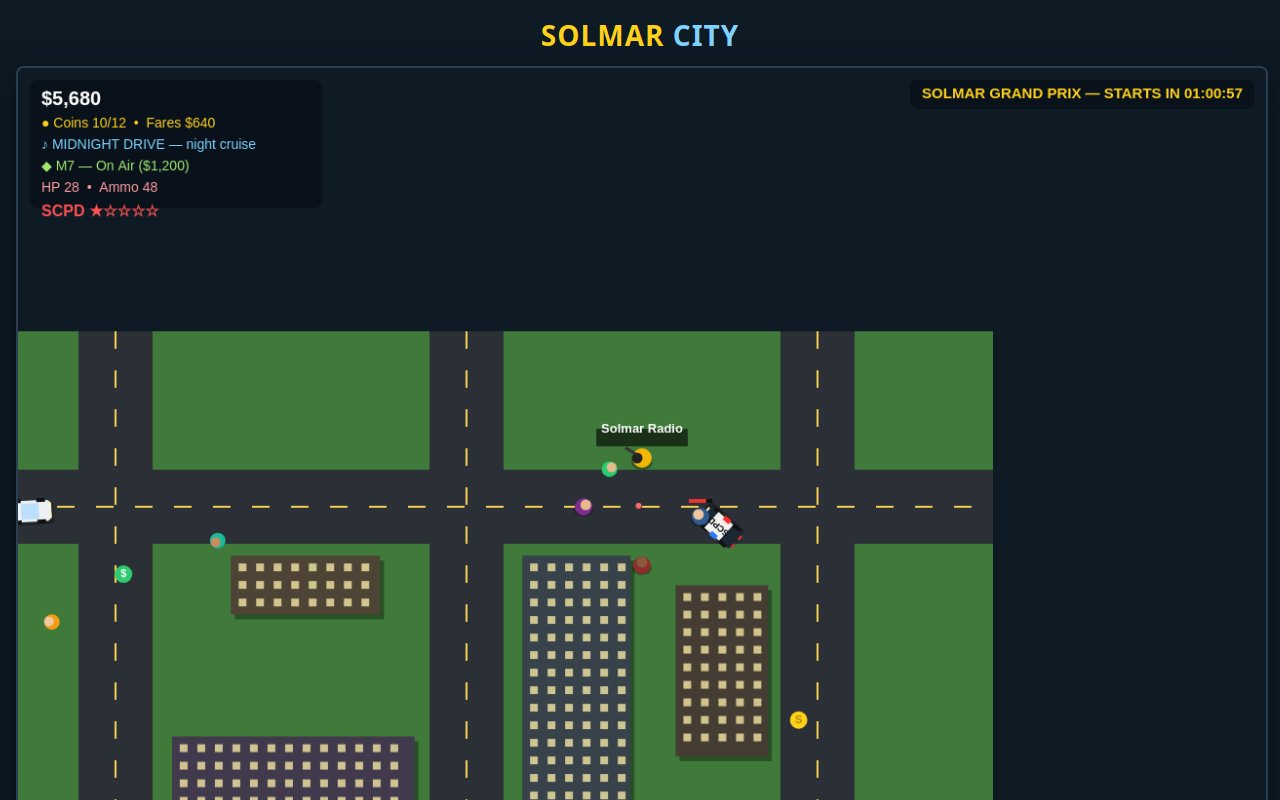 SOLMAR CITY
$5,680
● Coins 10/12 • Fares $640
♪ MIDNIGHT DRIVE — night cruise
◆ M7 — On Air ($1,200)
HP 28 • Ammo 48
SCPD ★☆☆☆☆
SOLMAR GRAND PRIX — STARTS IN 01:00:57
Solmar Radio
SCPD
$
S